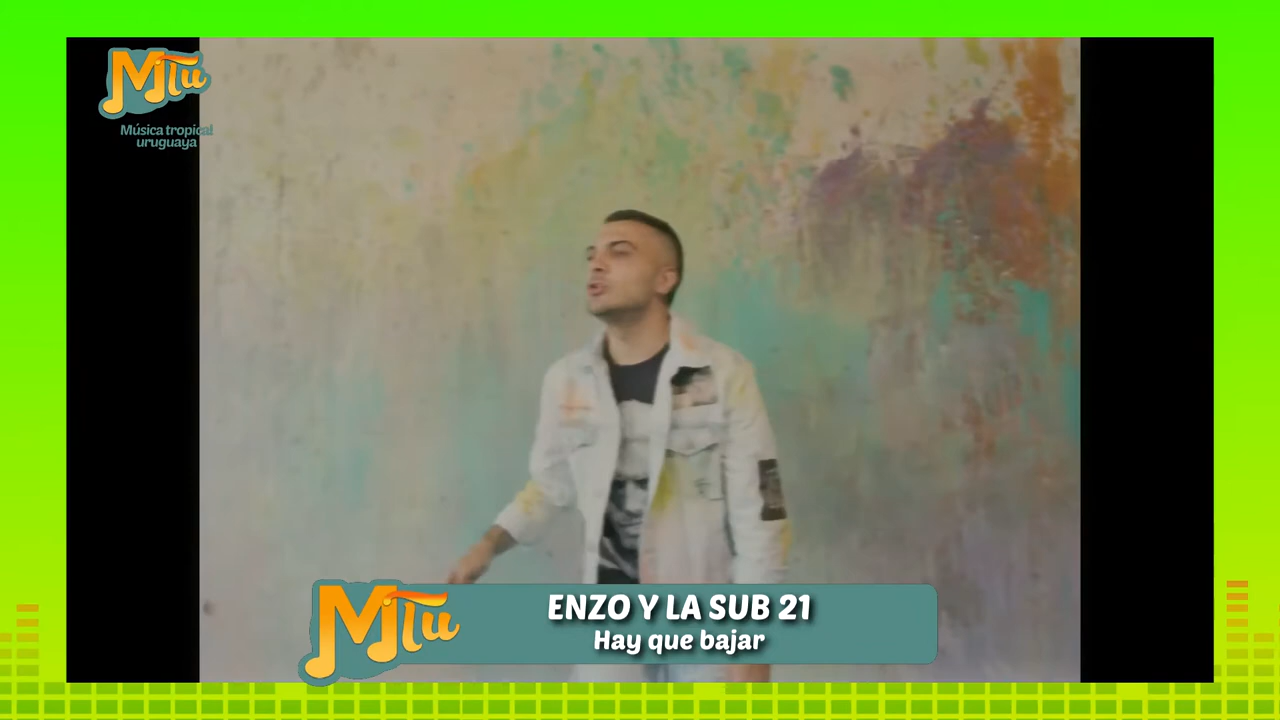 MTu
Música tropical
uruguaya
MTu
ENZO Y LA SUB 21
Hay que bajar